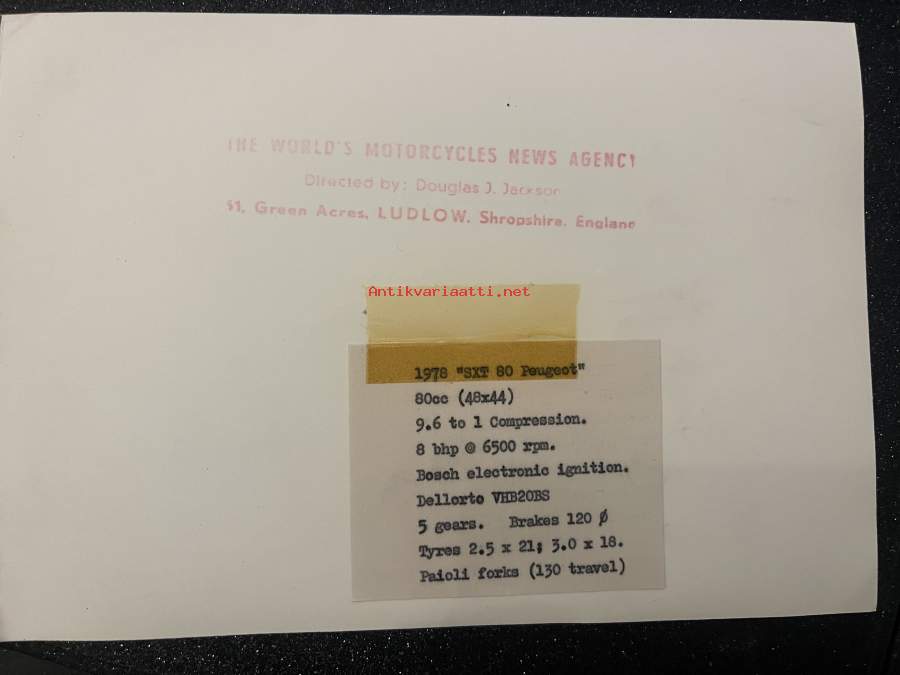 THE WORLD'S MOTORCYCLES NEWS AGENCY
Directed by: Douglas J. Jackson
51, Green Acres, LUDLOW, Shropshire, England
Antikvariaatti.net
1978 "SXT 80 Peugeot"
80cc (48x44)
9.6 to 1 Compression.
8 bhp @ 6500 rpm.
Bosch electronic ignition.
Dellorto VHB20BS
5 gears. Brakes 120 ø
Tyres 2.5 x 21; 3.0 x 18.
Paioli forks (130 travel)